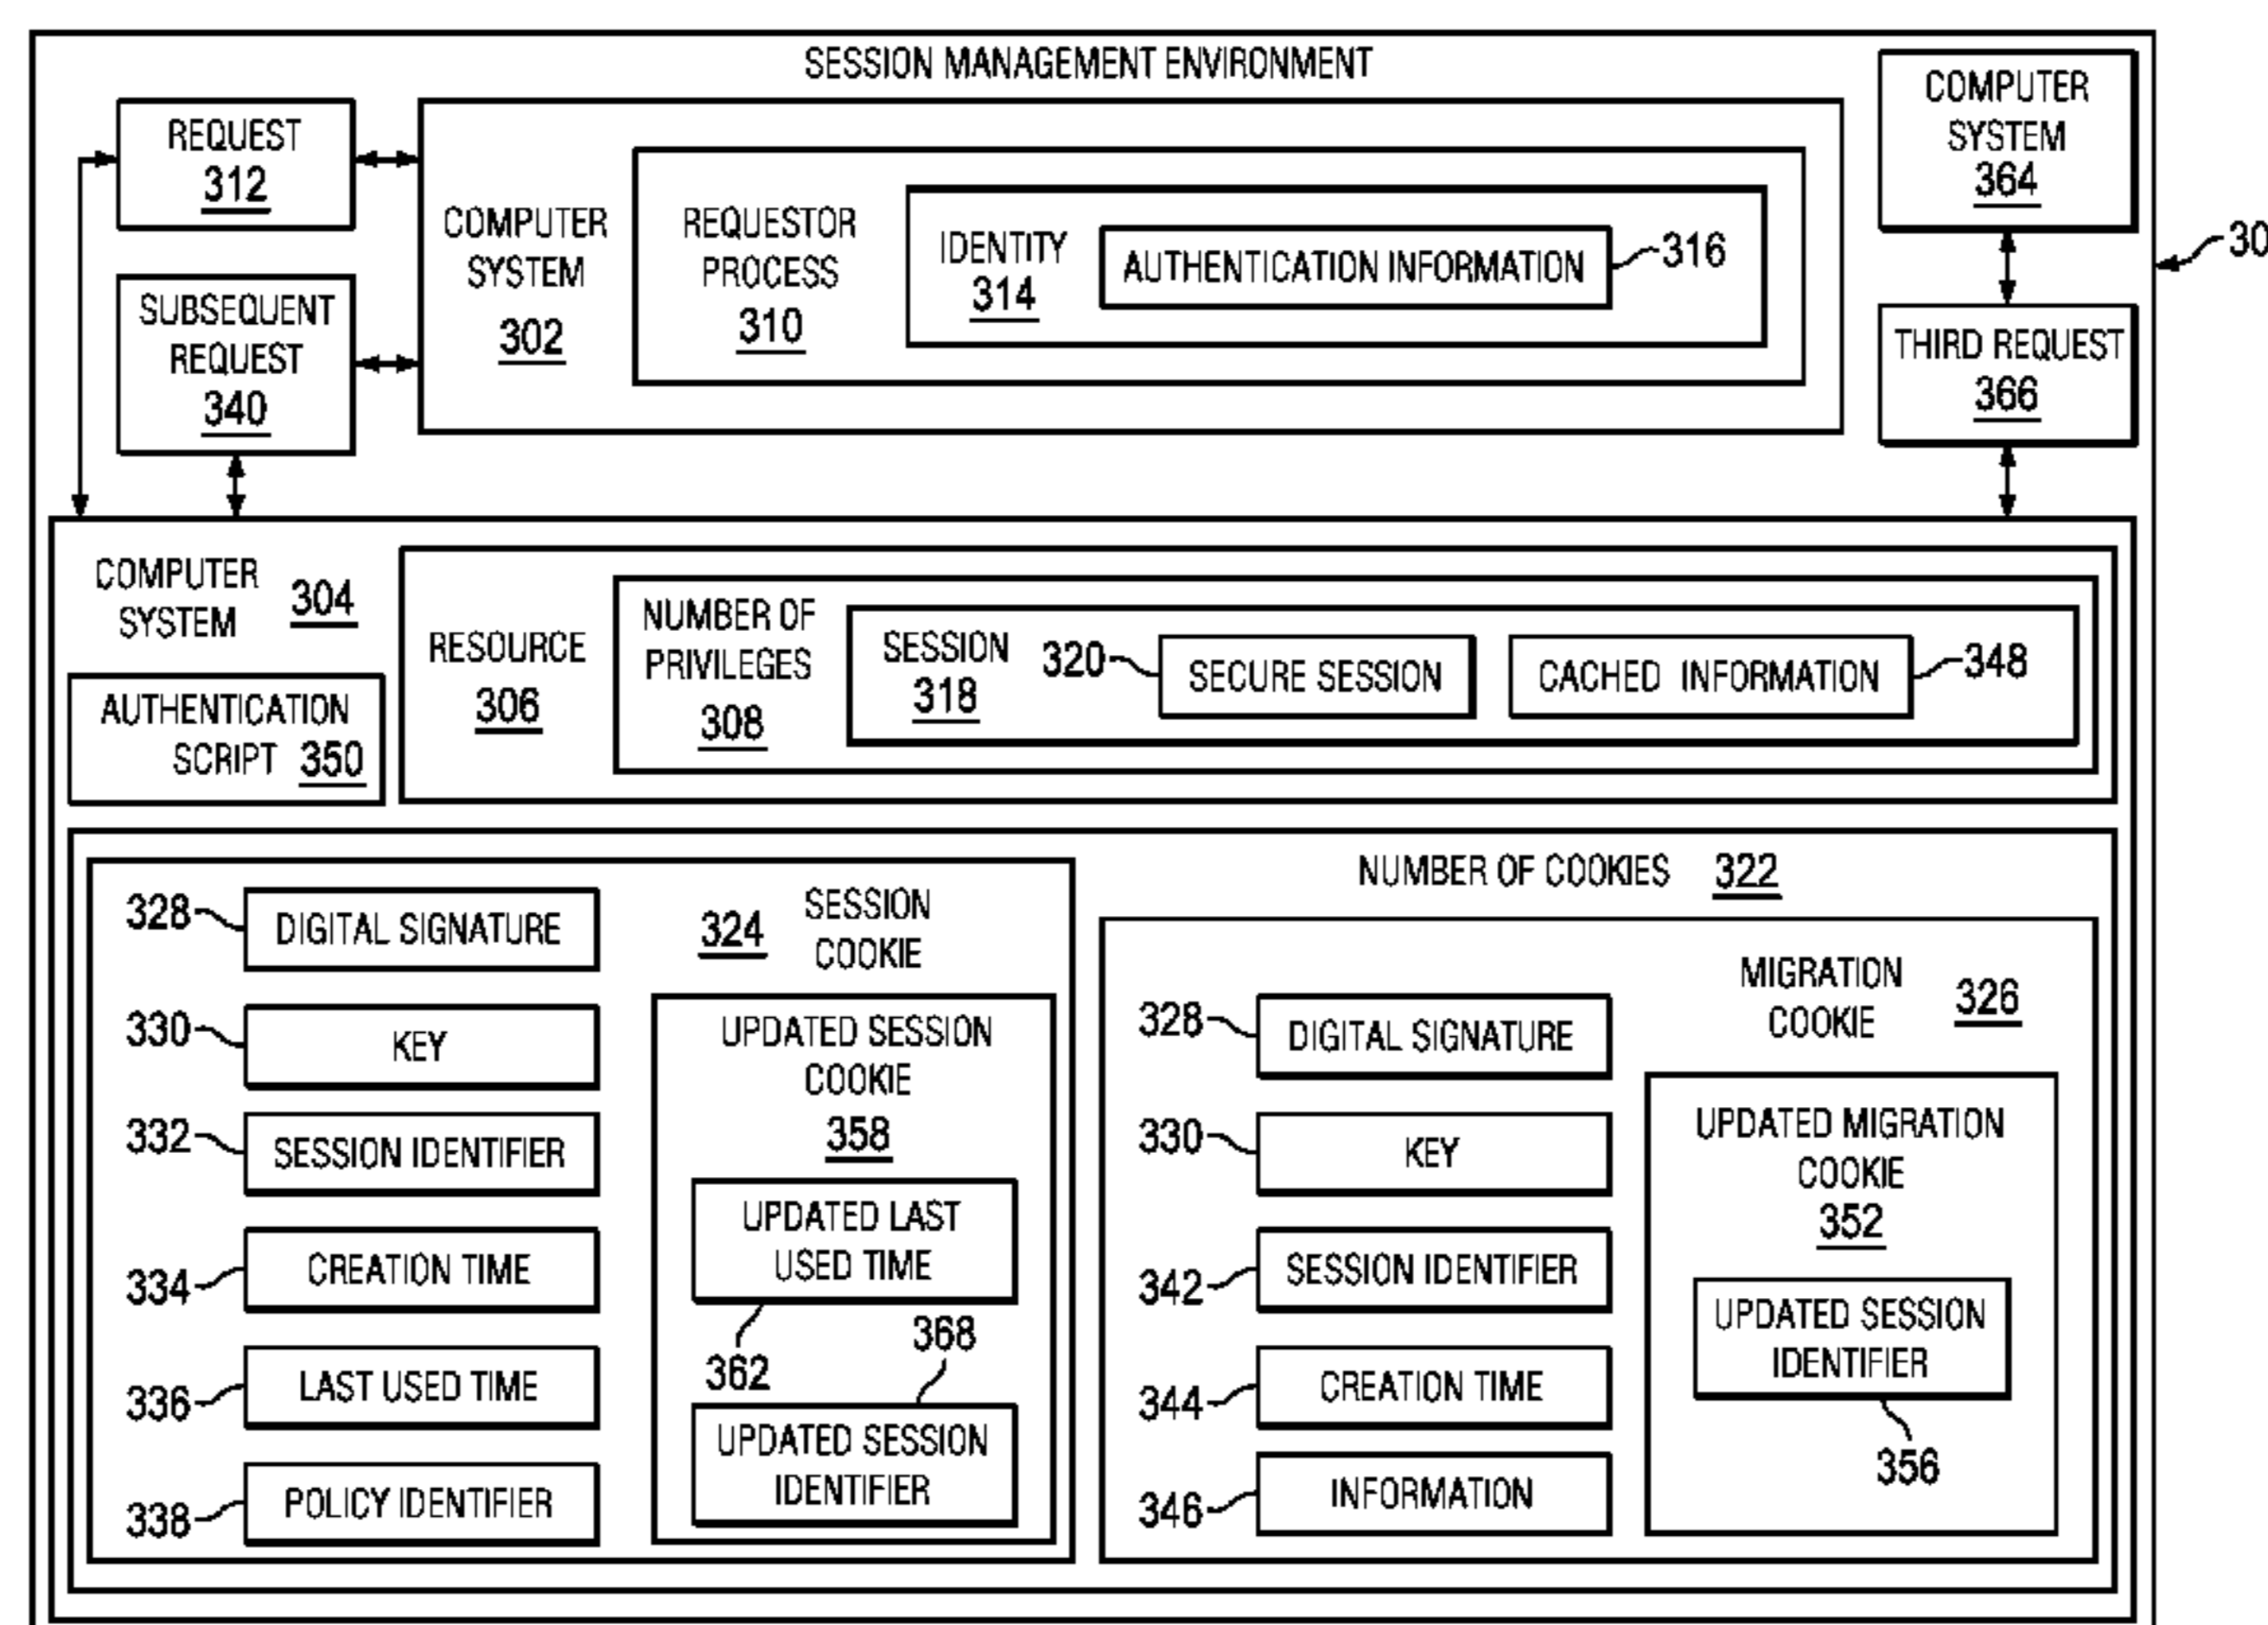 SESSION MANAGEMENT ENVIRONMENT
REQUEST
312
SUBSEQUENT
REQUEST
340
COMPUTER
SYSTEM
302
REQUESTOR
PROCESS
310
IDENTITY
314
AUTHENTICATION INFORMATION
316
COMPUTER
SYSTEM
364
30
THIRD REQUEST
366
COMPUTER
SYSTEM
304
AUTHENTICATION
SCRIPT 350
RESOURCE
306
NUMBER OF
PRIVILEGES
308
SESSION
318
320
SECURE SESSION
CACHED INFORMATION
348
NUMBER OF COOKIES 322
324
SESSION
COOKIE
328
DIGITAL SIGNATURE
330
KEY
332
SESSION IDENTIFIER
334
CREATION TIME
336
LAST USED TIME
338
POLICY IDENTIFIER
UPDATED SESSION
COOKIE
358
UPDATED LAST
USED TIME
362
368
UPDATED SESSION
IDENTIFIER
MIGRATION
COOKIE
326
328
DIGITAL SIGNATURE
330
KEY
342
SESSION IDENTIFIER
344
CREATION TIME
346
INFORMATION
UPDATED MIGRATION
COOKIE
352
UPDATED SESSION
IDENTIFIER
356